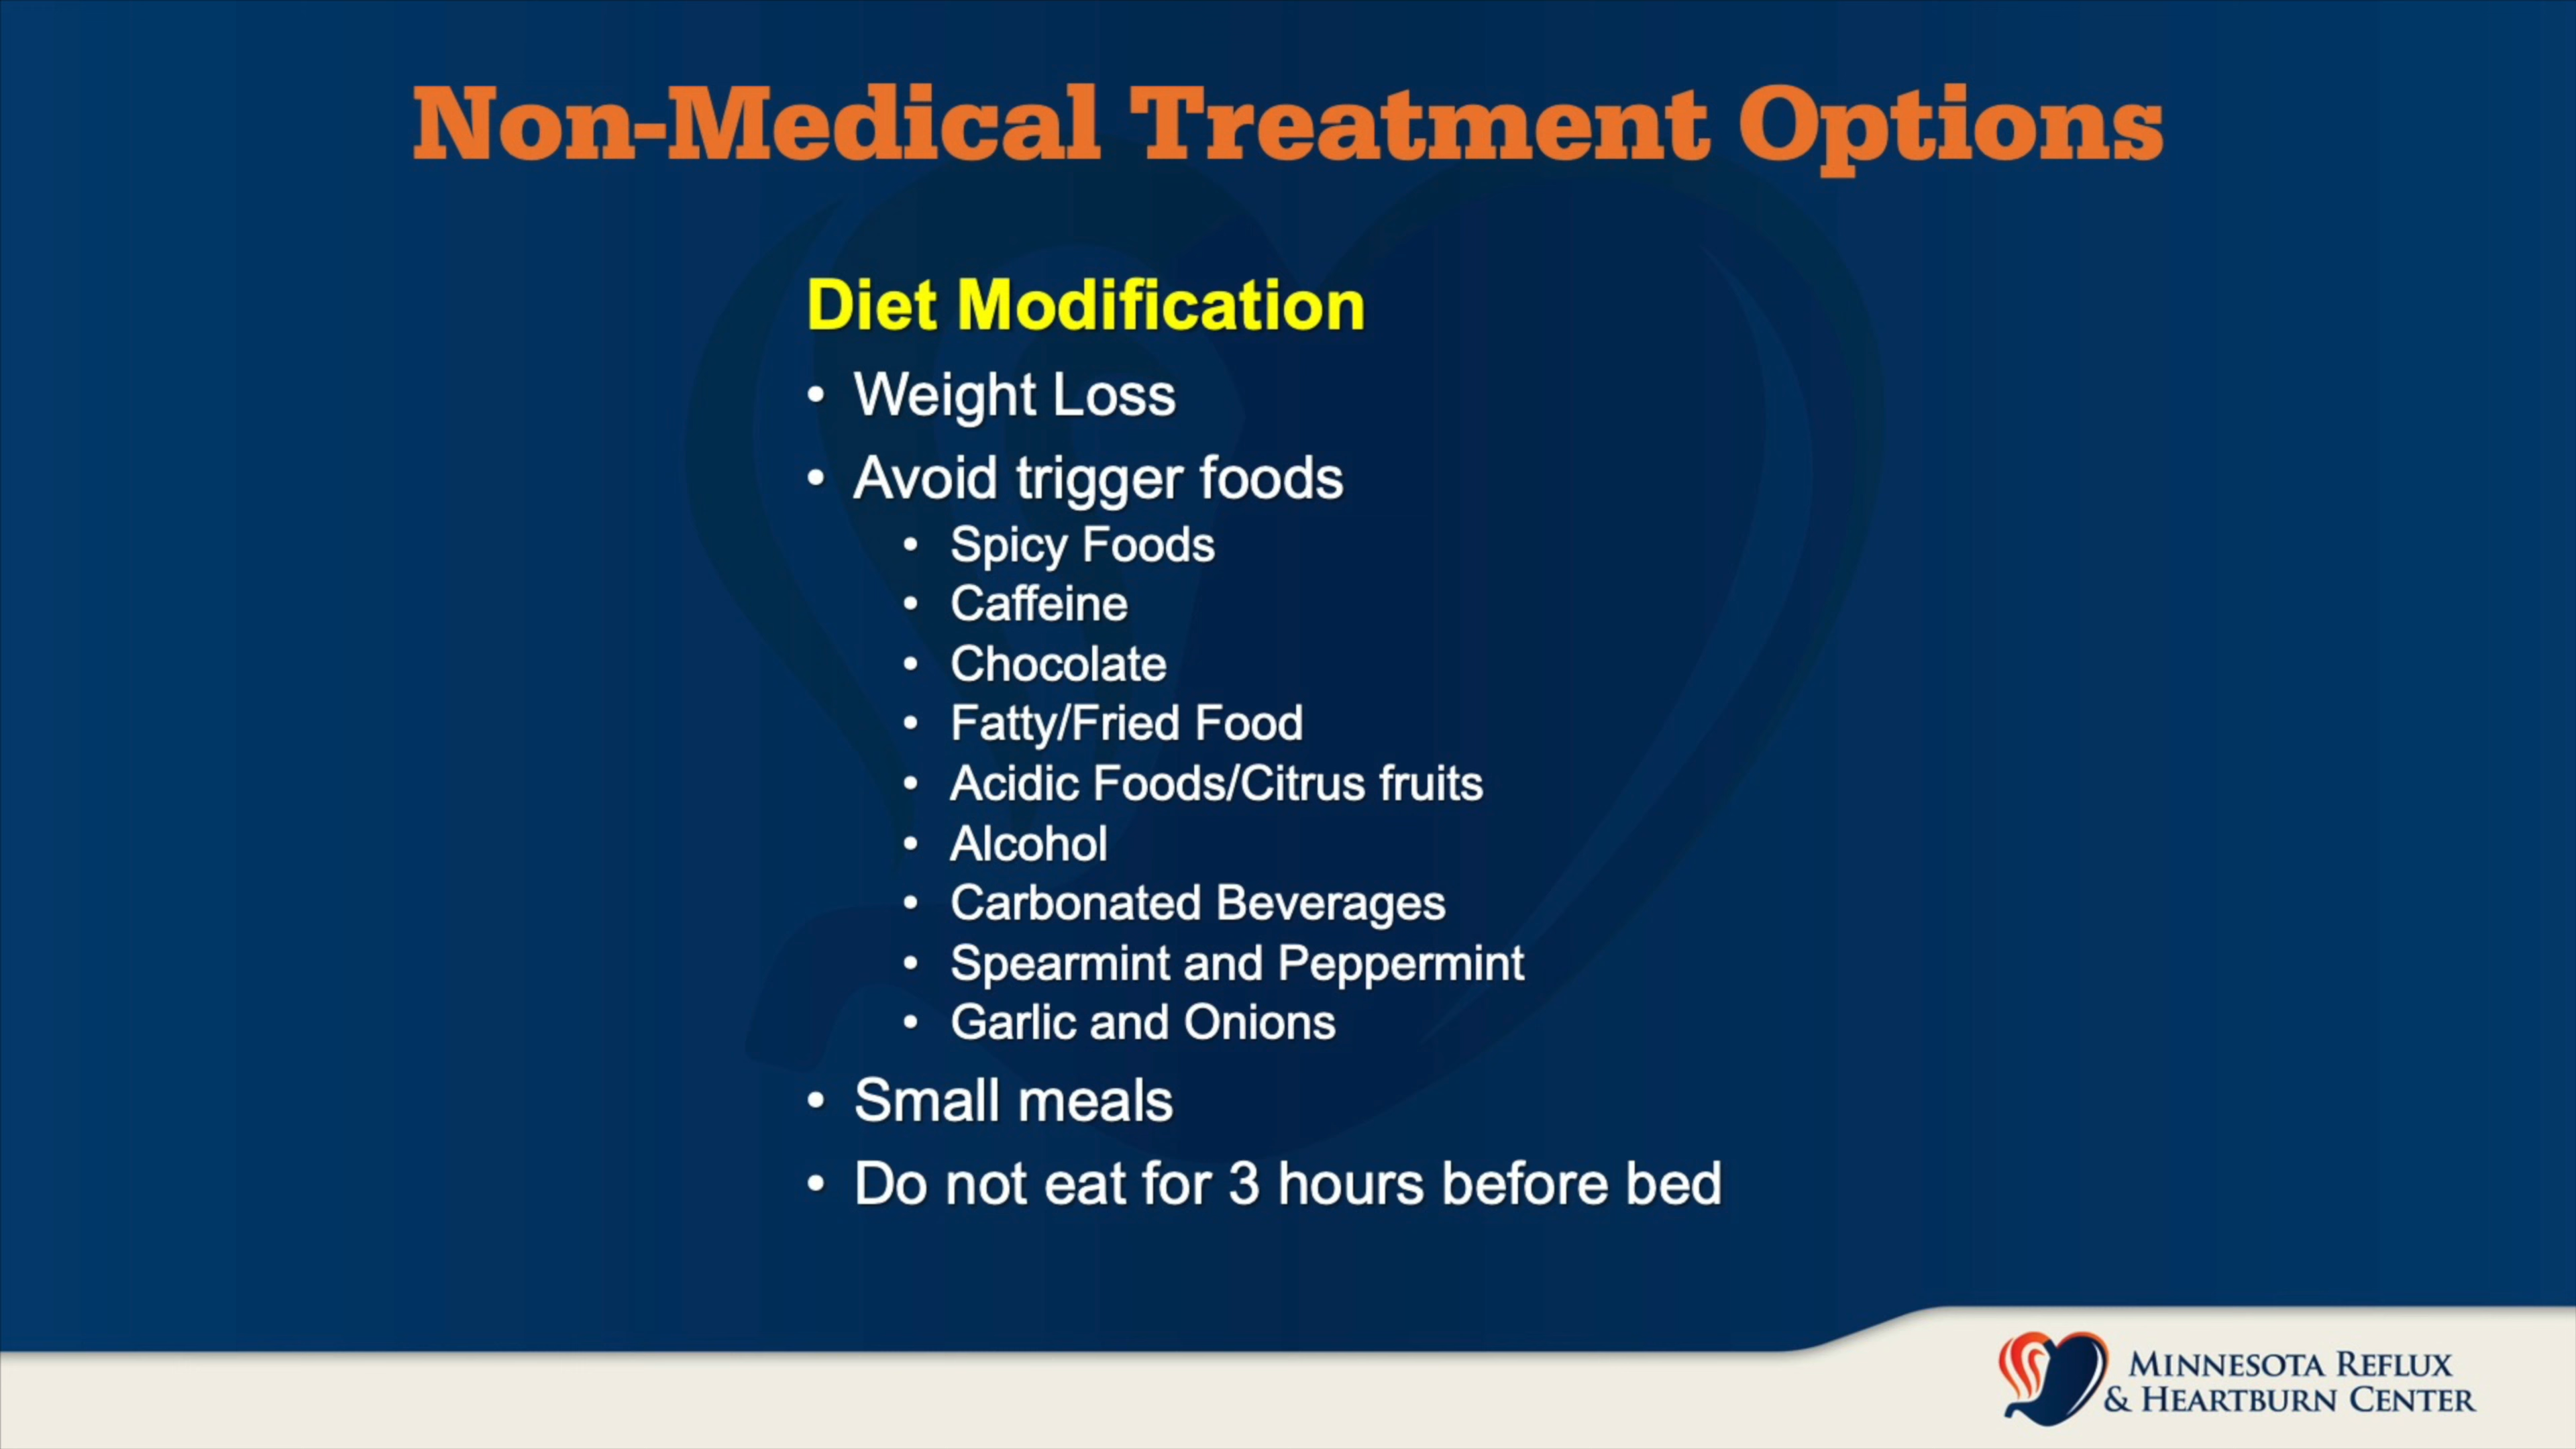 Non-Medical Treatment Options
Diet Modification
• Weight Loss
• Avoid trigger foods
• Spicy Foods
• Caffeine
• Chocolate
• Fatty/Fried Food
• Acidic Foods/Citrus fruits
• Alcohol
• Carbonated Beverages
• Spearmint and Peppermint
• Garlic and Onions
• Small meals
• Do not eat for 3 hours before bed
MINNESOTA REFLUX
& HEARTBURN CENTER